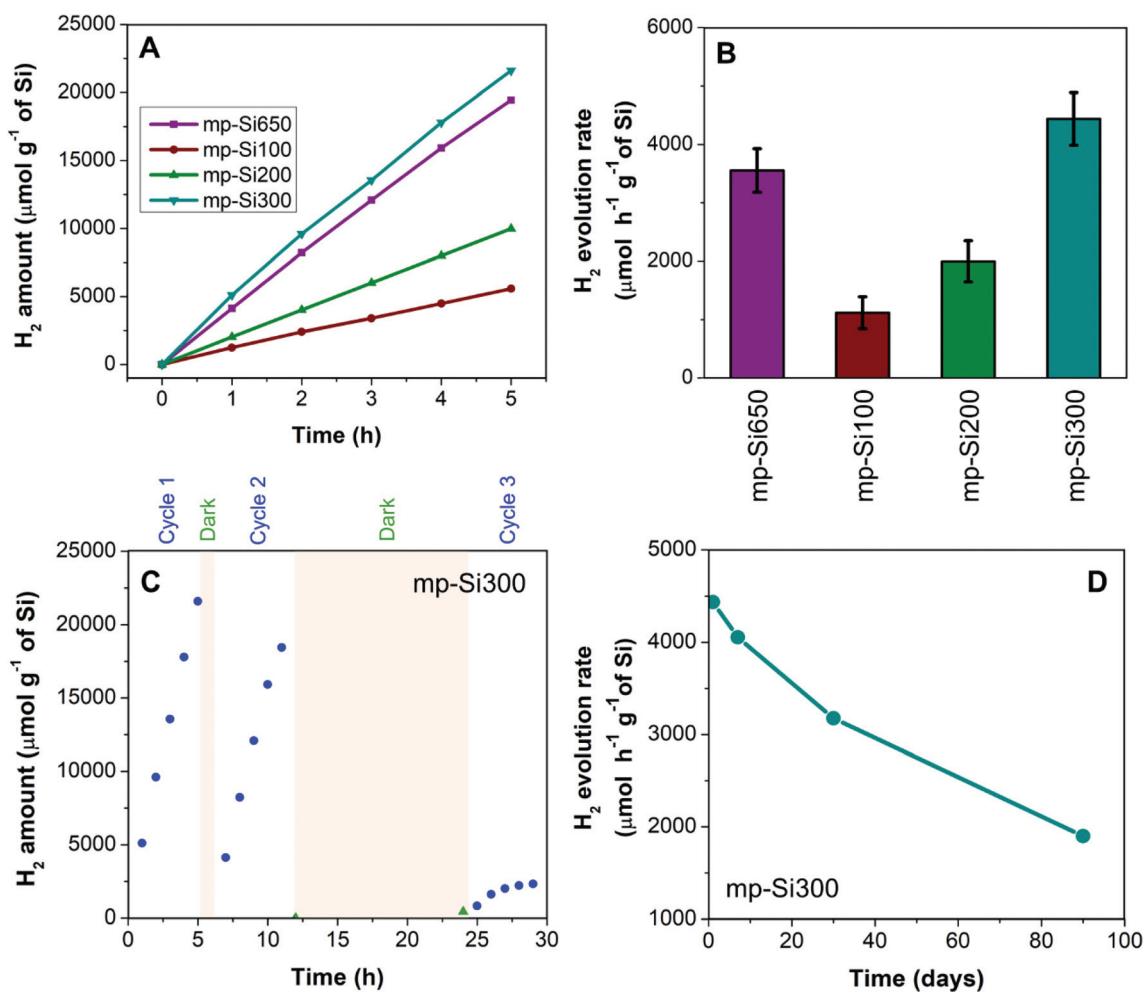 A
H₂ amount (μmol g⁻¹ of Si)
25000
20000
15000
10000
5000
0
mp-Si650
mp-Si100
mp-Si200
mp-Si300
0 1 2 3 4 5
Time (h)
B
H₂ evolution rate
(μmol h⁻¹ g⁻¹ of Si)
6000
4000
2000
0
mp-Si650
mp-Si100
mp-Si200
mp-Si300
Cycle 1
Dark
Cycle 2
Dark
Cycle 3
C
mp-Si300
H₂ amount (μmol g⁻¹ of Si)
25000
20000
15000
10000
5000
0
0 5 10 15 20 25 30
Time (h)
D
H₂ evolution rate
(μmol h⁻¹ g⁻¹of Si)
5000
4000
3000
2000
1000
mp-Si300
0 20 40 60 80 100
Time (days)